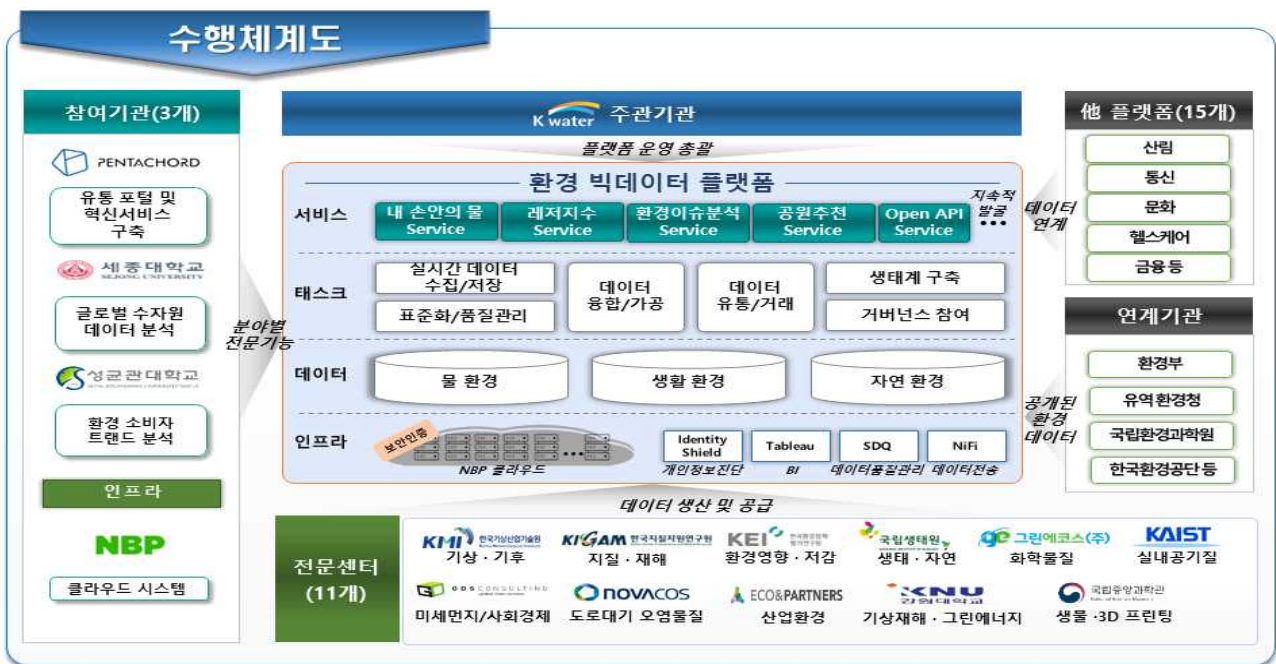 수행체계도
참여기관(3개)
PENTACHORD
유통 포털 및
혁신서비스
구축
세종대학교
SEJONG UNIVERSITY
글로벌 수자원
데이터 분석
성균관대학교
환경 소비자
트랜드 분석
인프라
NBP
클라우드 시스템
분야별
전문기능
K water 주관기관
플랫폼 운영 총괄
환경 빅데이터 플랫폼
서비스
내 손안의 물
Service
레저지수
Service
환경이슈분석
Service
공원추천
Service
Open API
Service
지속적
발굴
•••
태스크
실시간 데이터
수집/저장
표준화/품질관리
데이터
융합/가공
데이터
유통/거래
생태계 구축
거버넌스 참여
데이터
물 환경
생활 환경
자연 환경
인프라
보안인증
NBP 클라우드
Identity
Shield
개인정보진단
Tableau
BI
SDQ
데이터품질관리
NiFi
데이터전송
데이터
연계
공개된
환경
데이터
他 플랫폼(15개)
산림
통신
문화
헬스케어
금융 등
연계기관
환경부
유역환경청
국립환경과학원
한국환경공단 등
데이터 생산 및 공급
전문센터
(11개)
KMI 한국기상산업기술원
기상 · 기후
KIGAM 한국지질자원연구원
지질 · 재해
KEI
환경영향 · 저감
국립생태원
생태 · 자연
그린에코스(주)
화학물질
KAIST
실내공기질
CONSULTING
미세먼지/사회경제
NOVACOS
도로대기 오염물질
ECO&PARTNERS
산업환경
KNU
강원대학교
기상재해 · 그린에너지
국립중앙과학관
생물 ·3D 프린팅